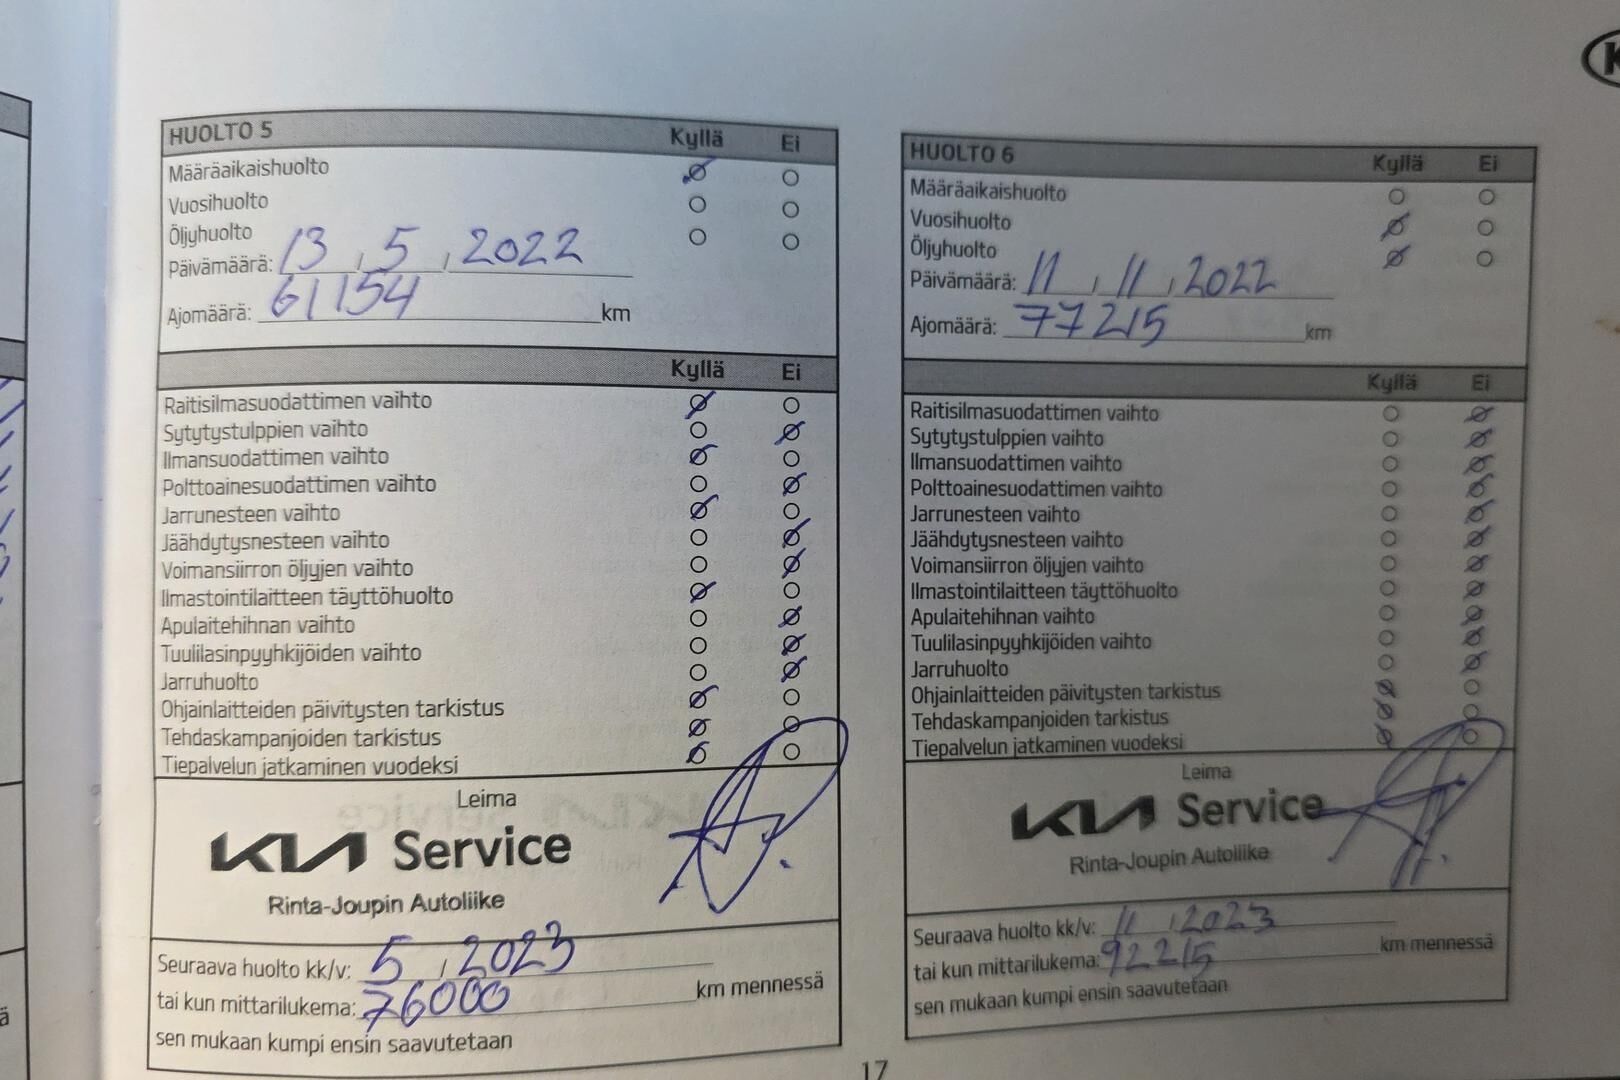 HUOLTO 5 Kyllä Ei
Määräaikaishuolto
Vuosihuolto
Öljyhuolto
Päivämäärä: 13 , 5 , 2022
Ajomäärä: 61154 km
Kyllä Ei
Raitisilmasuodattimen vaihto
Sytytystulppien vaihto
Ilmansuodattimen vaihto
Polttoainesuodattimen vaihto
Jarrunesteen vaihto
Jäähdytysnesteen vaihto
Voimansiirron öljyjen vaihto
Ilmastointilaitteen täyttöhuolto
Apulaitehihnan vaihto
Tuulilasinpyyhkijöiden vaihto
Jarruhuolto
Ohjainlaitteiden päivitysten tarkistus
Tehdaskampanjoiden tarkistus
Tiepalvelun jatkaminen vuodeksi
Leima
KIA Service
Rinta-Joupin Autoliike
Seuraava huolto kk/v: 5 , 2023
tai kun mittarilukema: 76000 km mennessä
sen mukaan kumpi ensin saavutetaan
HUOLTO 6 Kyllä Ei
Määräaikaishuolto
Vuosihuolto
Öljyhuolto
Päivämäärä: 11 , 11 , 2022
Ajomäärä: 77215 km
Kyllä Ei
Raitisilmasuodattimen vaihto
Sytytystulppien vaihto
Ilmansuodattimen vaihto
Polttoainesuodattimen vaihto
Jarrunesteen vaihto
Jäähdytysnesteen vaihto
Voimansiirron öljyjen vaihto
Ilmastointilaitteen täyttöhuolto
Apulaitehihnan vaihto
Tuulilasinpyyhkijöiden vaihto
Jarruhuolto
Ohjainlaitteiden päivitysten tarkistus
Tehdaskampanjoiden tarkistus
Tiepalvelun jatkaminen vuodeksi
Leima
KIA Service
Rinta-Joupin Autoliike
Seuraava huolto kk/v: 11 , 2023
tai kun mittarilukema: 92215 km mennessä
sen mukaan kumpi ensin saavutetaan
17